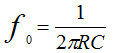 f₀ = 1/(2πRC)